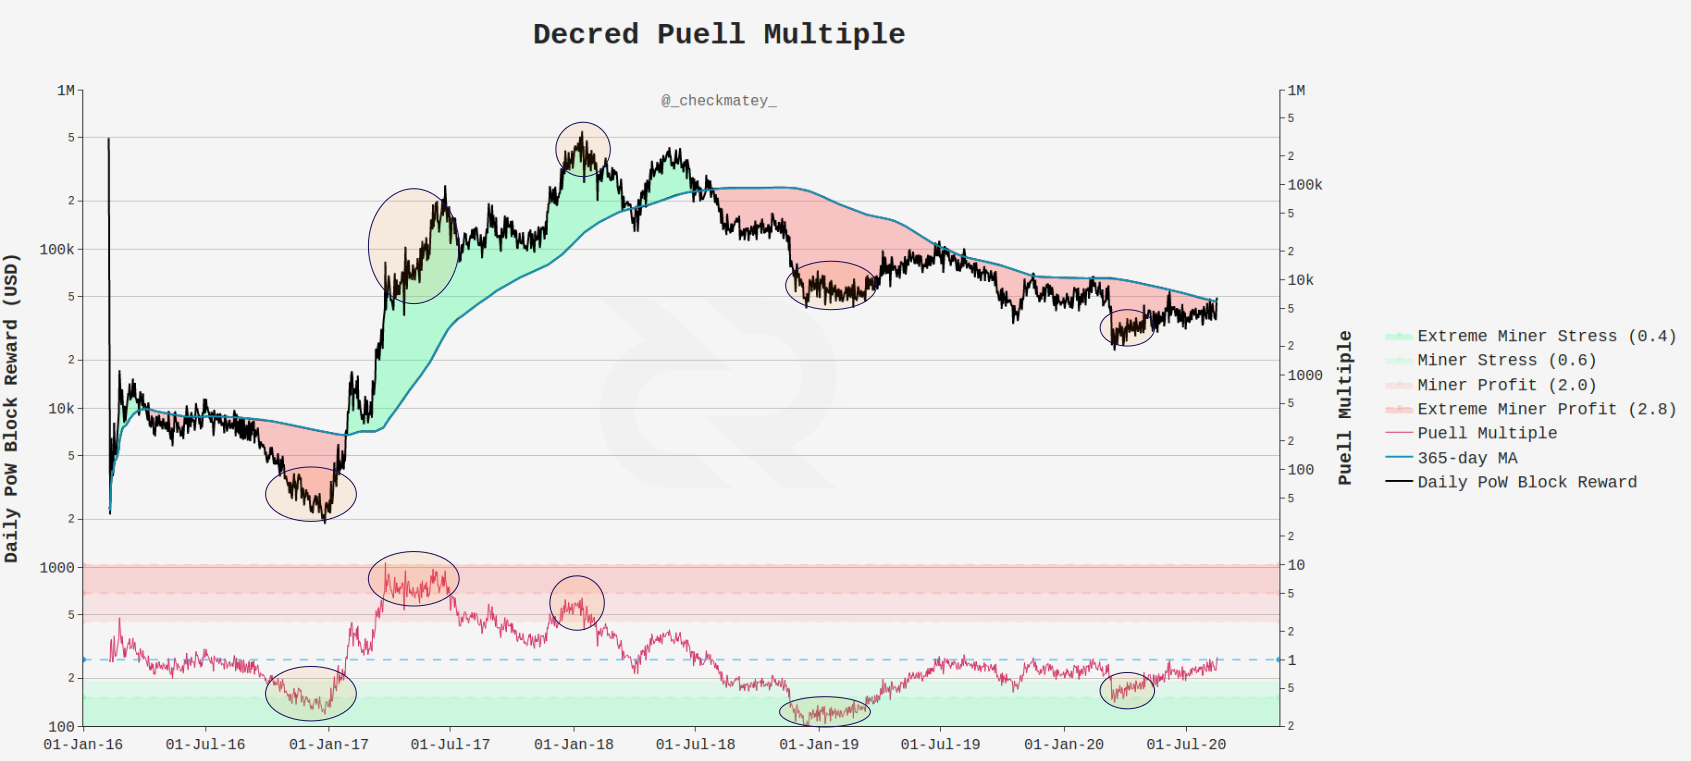 Decred Puell Multiple
@_checkmatey_
Daily PoW Block Reward (USD)
1M
5
2
100k
5
2
10k
5
2
1000
5
2
100
01-Jan-16
01-Jul-16
01-Jan-17
01-Jul-17
01-Jan-18
01-Jul-18
01-Jan-19
01-Jul-19
01-Jan-20
01-Jul-20
1M
5
2
100k
5
2
10k
5
2
1000
5
2
100
5
2
10
5
2
1
5
2
Puell Multiple
Extreme Miner Stress (0.4)
Miner Stress (0.6)
Miner Profit (2.0)
Extreme Miner Profit (2.8)
Puell Multiple
365-day MA
Daily PoW Block Reward